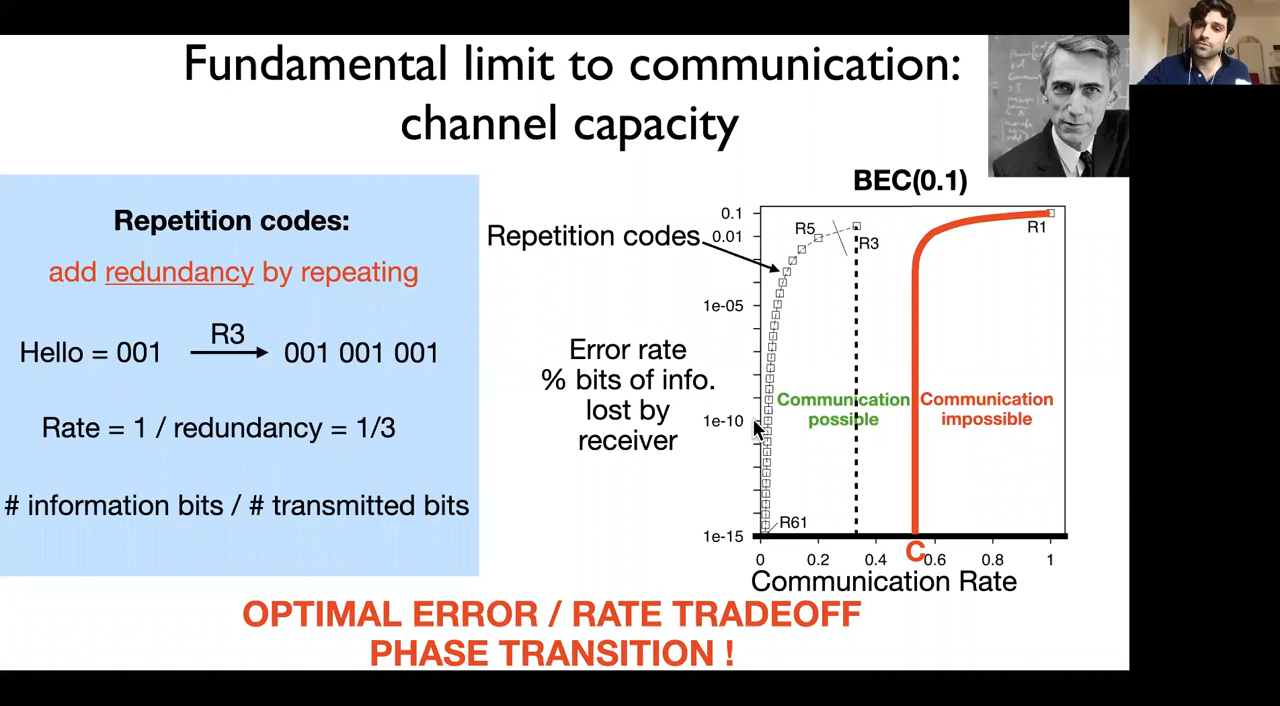 Fundamental limit to communication:
channel capacity
Repetition codes:
add redundancy by repeating
Hello = 001
R3
001 001 001
Rate = 1 / redundancy = 1/3
# information bits / # transmitted bits
BEC(0.1)
Repetition codes
Error rate
% bits of info.
lost by
receiver
0.1
0.01
1e-05
1e-10
1e-15
R5
R3
R1
R61
Communication
possible
Communication
impossible
0
0.2
0.4
C
0.6
0.8
1
Communication Rate
OPTIMAL ERROR / RATE TRADEOFF
PHASE TRANSITION !